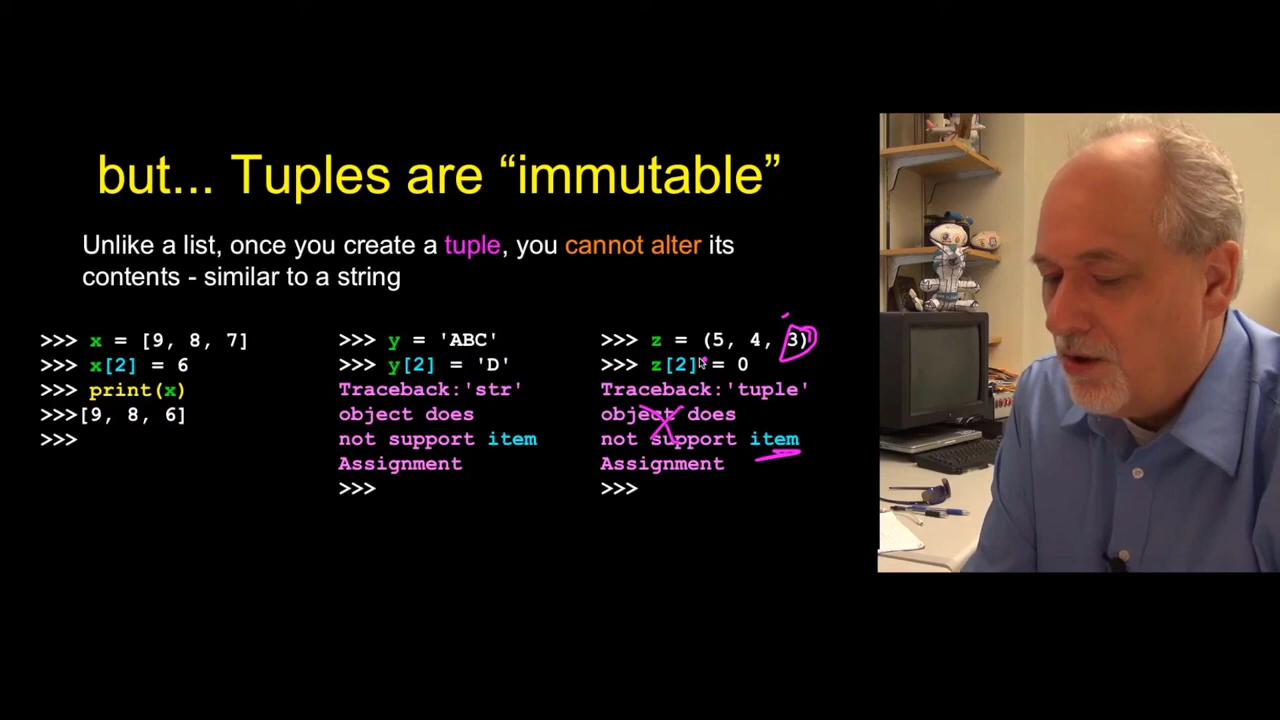 but... Tuples are “immutable”
Unlike a list, once you create a tuple, you cannot alter its
contents - similar to a string
>>> x = [9, 8, 7]
>>> x[2] = 6
>>> print(x)
>>>[9, 8, 6]
>>>
>>> y = 'ABC'
>>> y[2] = 'D'
Traceback:'str'
object does
not support item
Assignment
>>>
>>> z = (5, 4, 3)
>>> z[2] = 0
Traceback:'tuple'
object does
not support item
Assignment
>>>